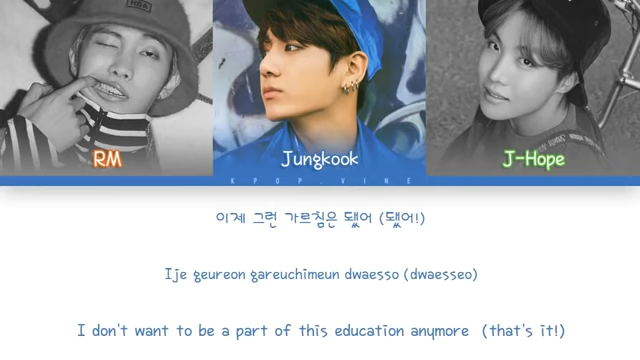 RM
Jungkook
J-Hope
KPOP.VINE
이제 그런 가르침은 됐어 (됐어!)
Ije geureon gareuchimeun dwaesso (dwaesseo)
I don't want to be a part of this education anymore (that's it!)